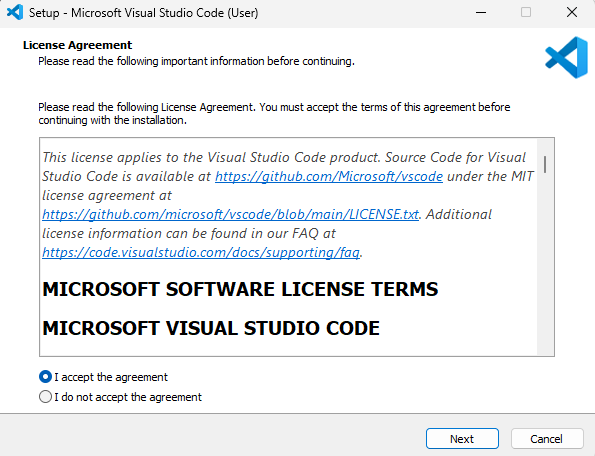 Setup - Microsoft Visual Studio Code (User)
License Agreement
Please read the following important information before continuing.
Please read the following License Agreement. You must accept the terms of this agreement before
continuing with the installation.
This license applies to the Visual Studio Code product. Source Code for Visual
Studio Code is available at https://github.com/Microsoft/vscode under the MIT
license agreement at
https://github.com/microsoft/vscode/blob/main/LICENSE.txt. Additional
license information can be found in our FAQ at
https://code.visualstudio.com/docs/supporting/faq.
MICROSOFT SOFTWARE LICENSE TERMS
MICROSOFT VISUAL STUDIO CODE
I accept the agreement
I do not accept the agreement
Next
Cancel